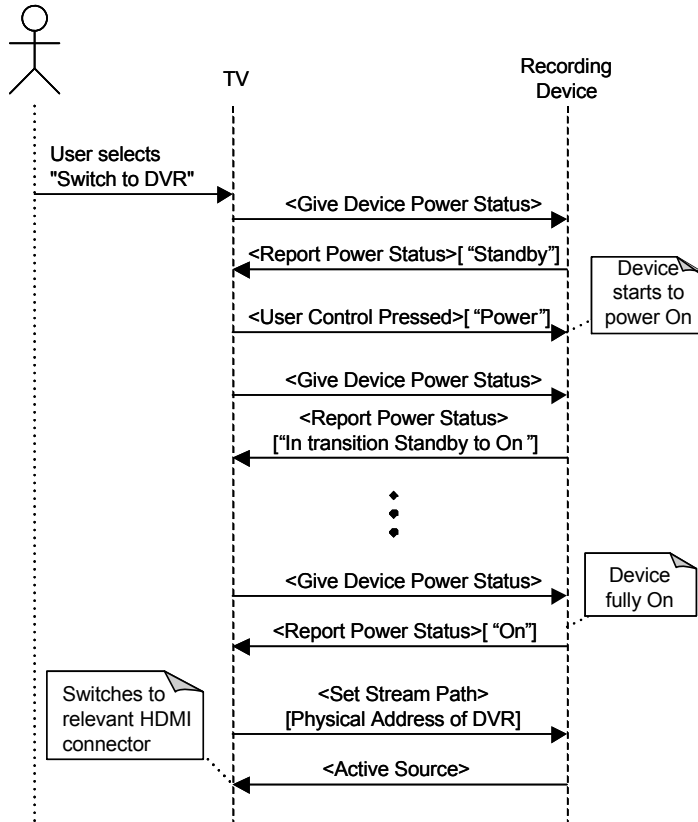 TV
Recording
Device
User selects
"Switch to DVR"
<Give Device Power Status>
<Report Power Status>[ “Standby”]
Device
starts to
power On
<User Control Pressed>[ “Power”]
<Give Device Power Status>
<Report Power Status>
[“In transition Standby to On ”]
<Give Device Power Status>
Device
fully On
<Report Power Status>[ “On”]
Switches to
relevant HDMI
connector
<Set Stream Path>
[Physical Address of DVR]
<Active Source>